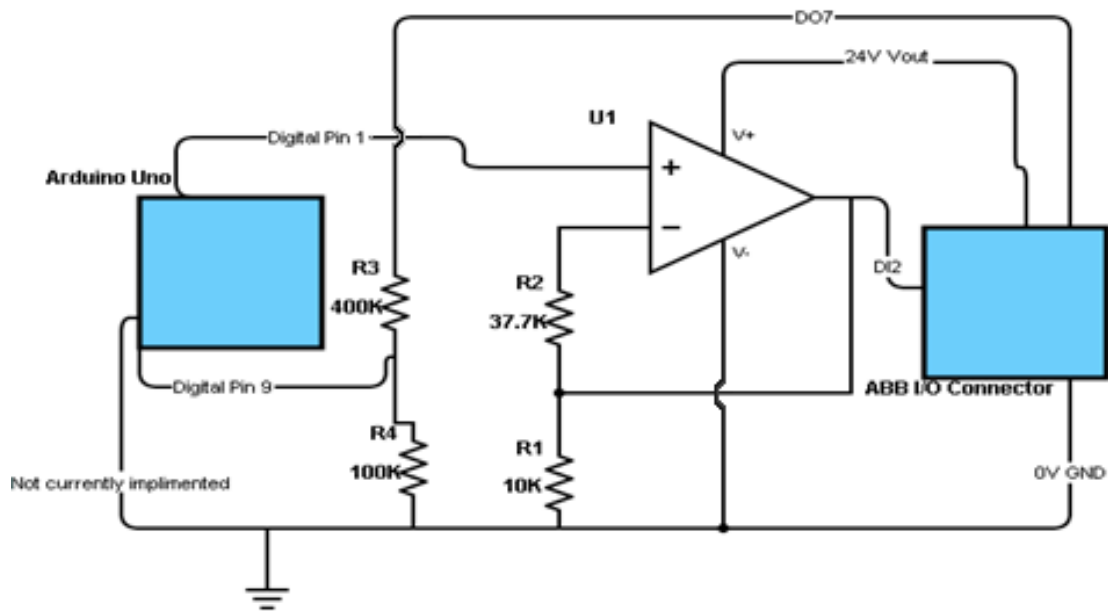 DO7
24V Vout
U1
V+
Digital Pin 1
+
Arduino Uno
−
V-
R3
400K
R2
37.7K
DI2
Digital Pin 9
ABB I/O Connector
R4
100K
R1
10K
Not currently implimented
0V GND